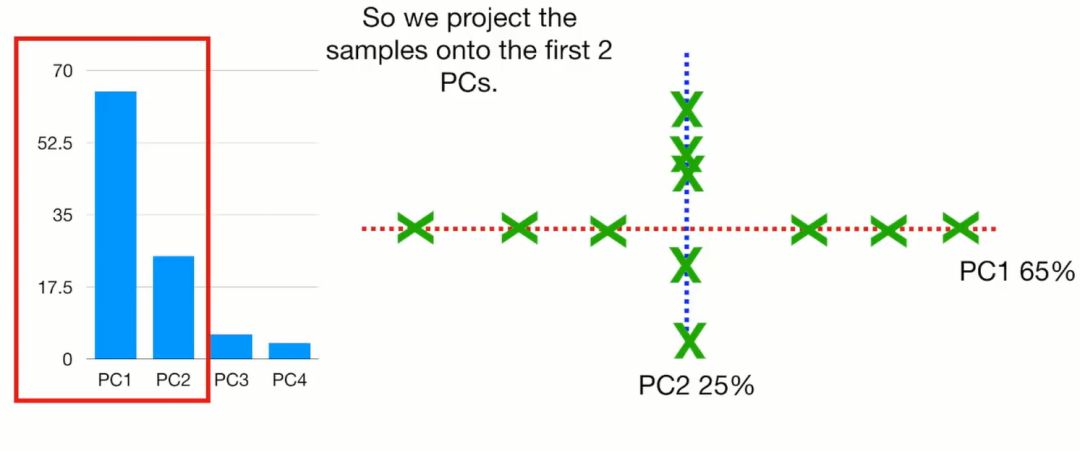 So we project the
samples onto the first 2
PCs.
70
52.5
35
17.5
0
PC1 PC2 PC3 PC4
PC1 65%
PC2 25%